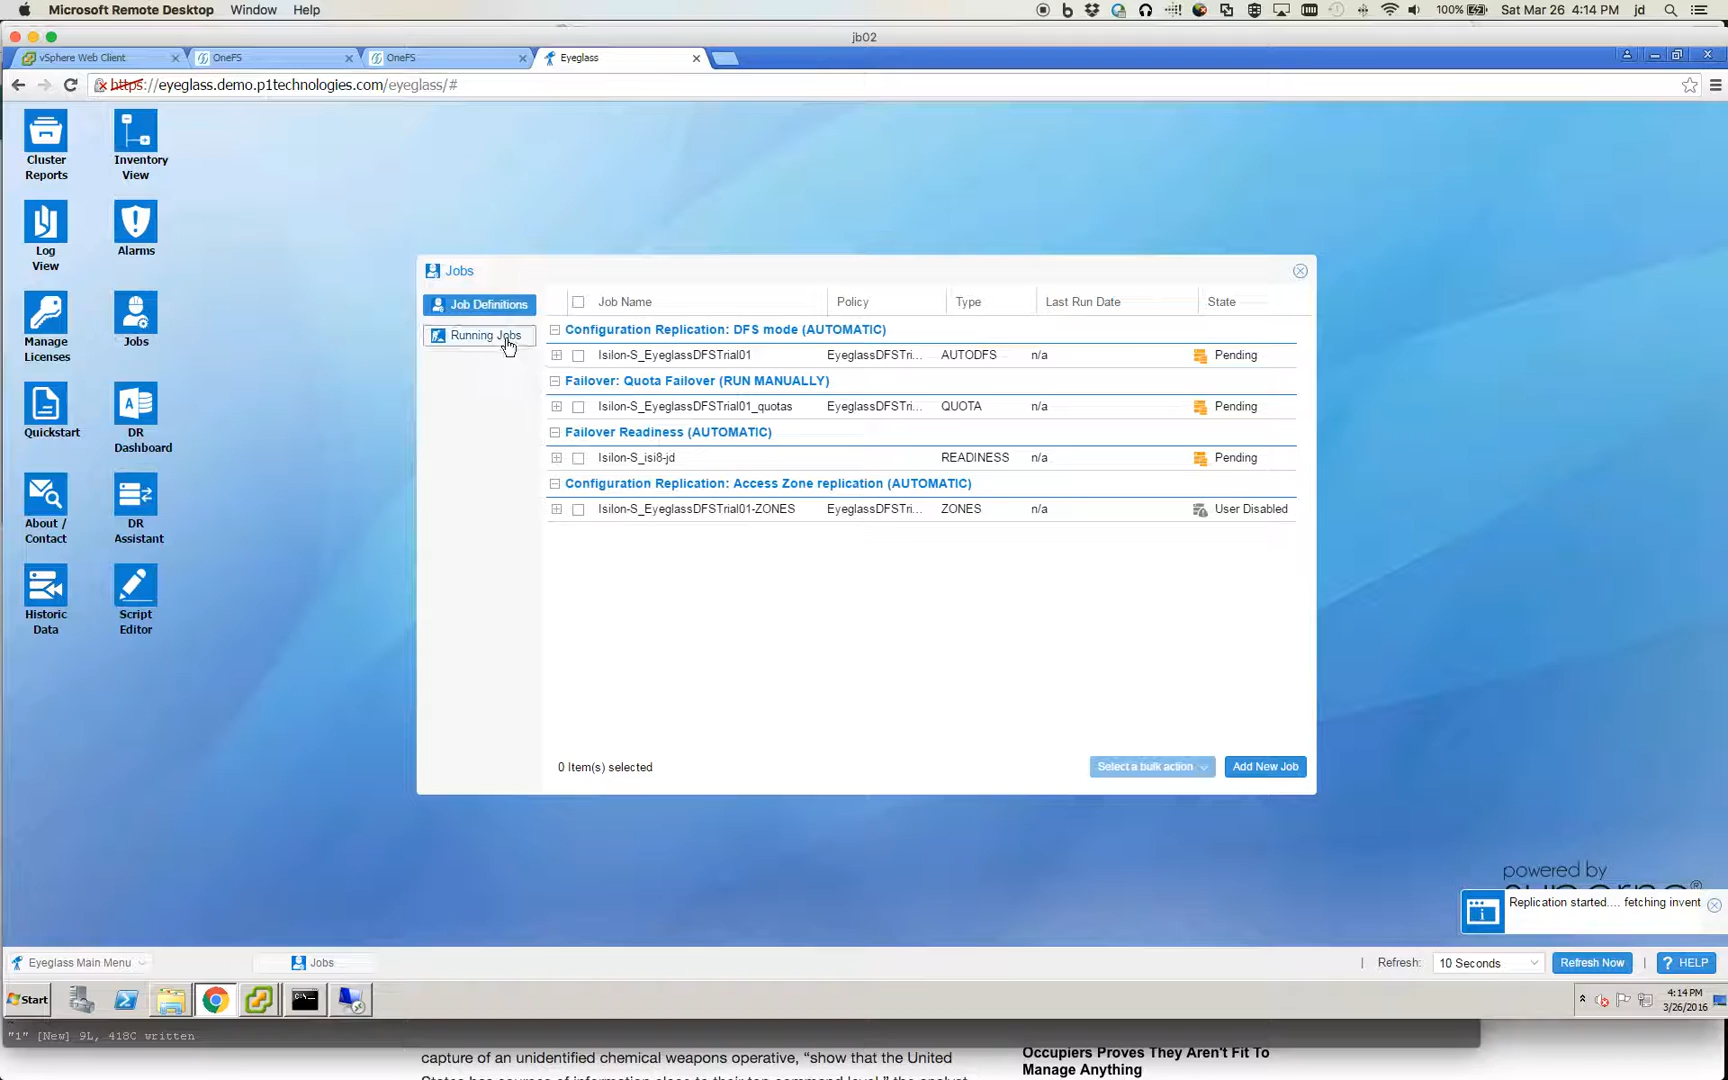 Microsoft Remote Desktop Window Help
100% Sat Mar 26 4:14 PM jd
jb02
vSphere Web Client
OneFS
OneFS
Eyeglass
https://eyeglass.demo.p1technologies.com/eyeglass/#
Cluster
Reports
Inventory
View
Log
View
Alarms
Manage
Licenses
Jobs
Quickstart
DR
Dashboard
About /
Contact
DR
Assistant
Historic
Data
Script
Editor
Jobs
Job Definitions
Running Jobs
Job Name Policy Type Last Run Date State
Configuration Replication: DFS mode (AUTOMATIC)
Isilon-S_EyeglassDFSTrial01 EyeglassDFSTri... AUTODFS n/a Pending
Failover: Quota Failover (RUN MANUALLY)
Isilon-S_EyeglassDFSTrial01_quotas EyeglassDFSTri... QUOTA n/a Pending
Failover Readiness (AUTOMATIC)
Isilon-S_isi8-jd READINESS n/a Pending
Configuration Replication: Access Zone replication (AUTOMATIC)
Isilon-S_EyeglassDFSTrial01-ZONES EyeglassDFSTri... ZONES n/a User Disabled
0 Item(s) selected
Select a bulk action
Add New Job
powered by
Replication started.... fetching invent
Eyeglass Main Menu
Jobs
Refresh: 10 Seconds Refresh Now ? HELP
Start
4:14 PM
3/26/2016
"1" [New] 9L, 418C written
capture of an unidentified chemical weapons operative, “show that the United
Occupiers Proves They Aren't Fit To
Manage Anything